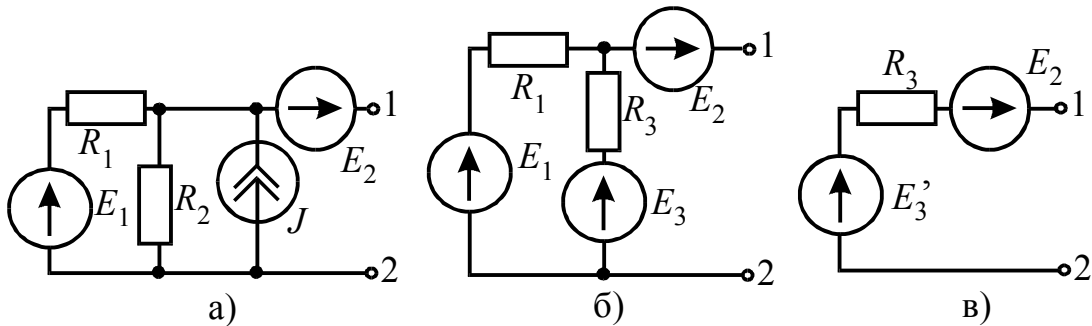 R₁
E₁
R₂
J
E₂
1
2
а)
R₁
E₁
R₃
E₃
E₂
1
2
б)
R₃
E₂
E₃’
1
2
в)